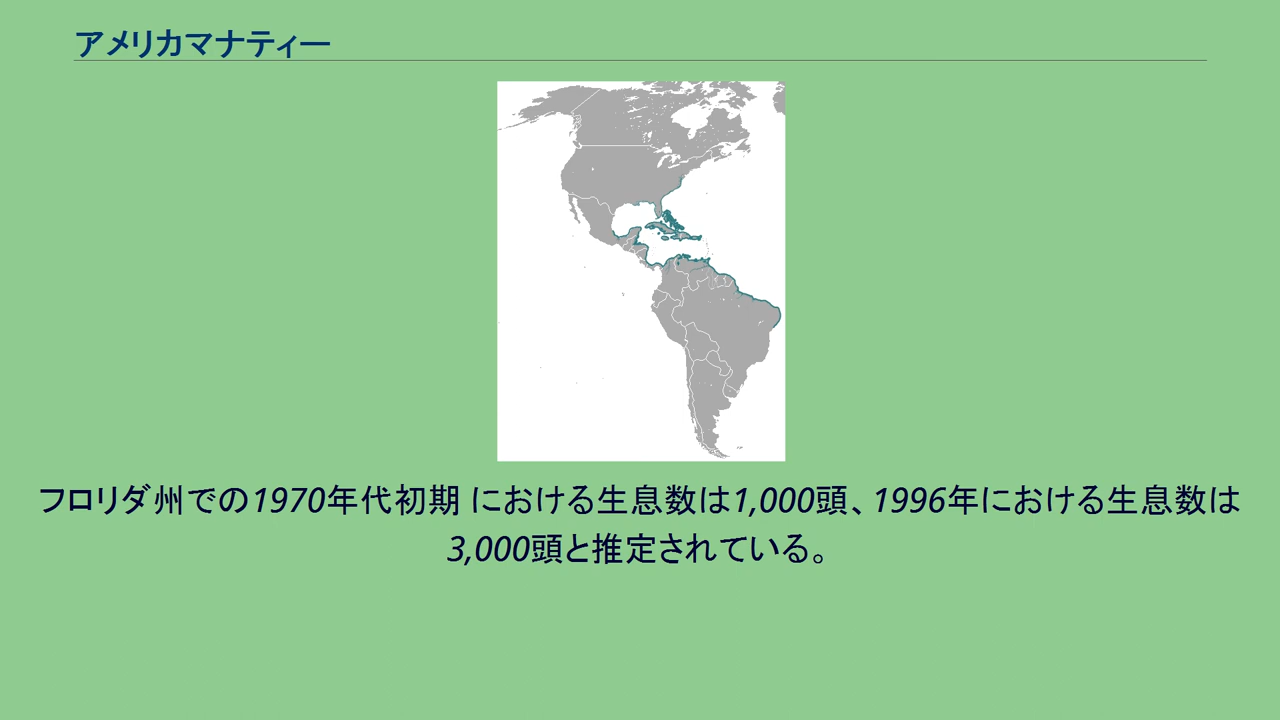 アメリカマナティー
フロリダ州での1970年代初期 における生息数は1,000頭、1996年における生息数は
3,000頭と推定されている。